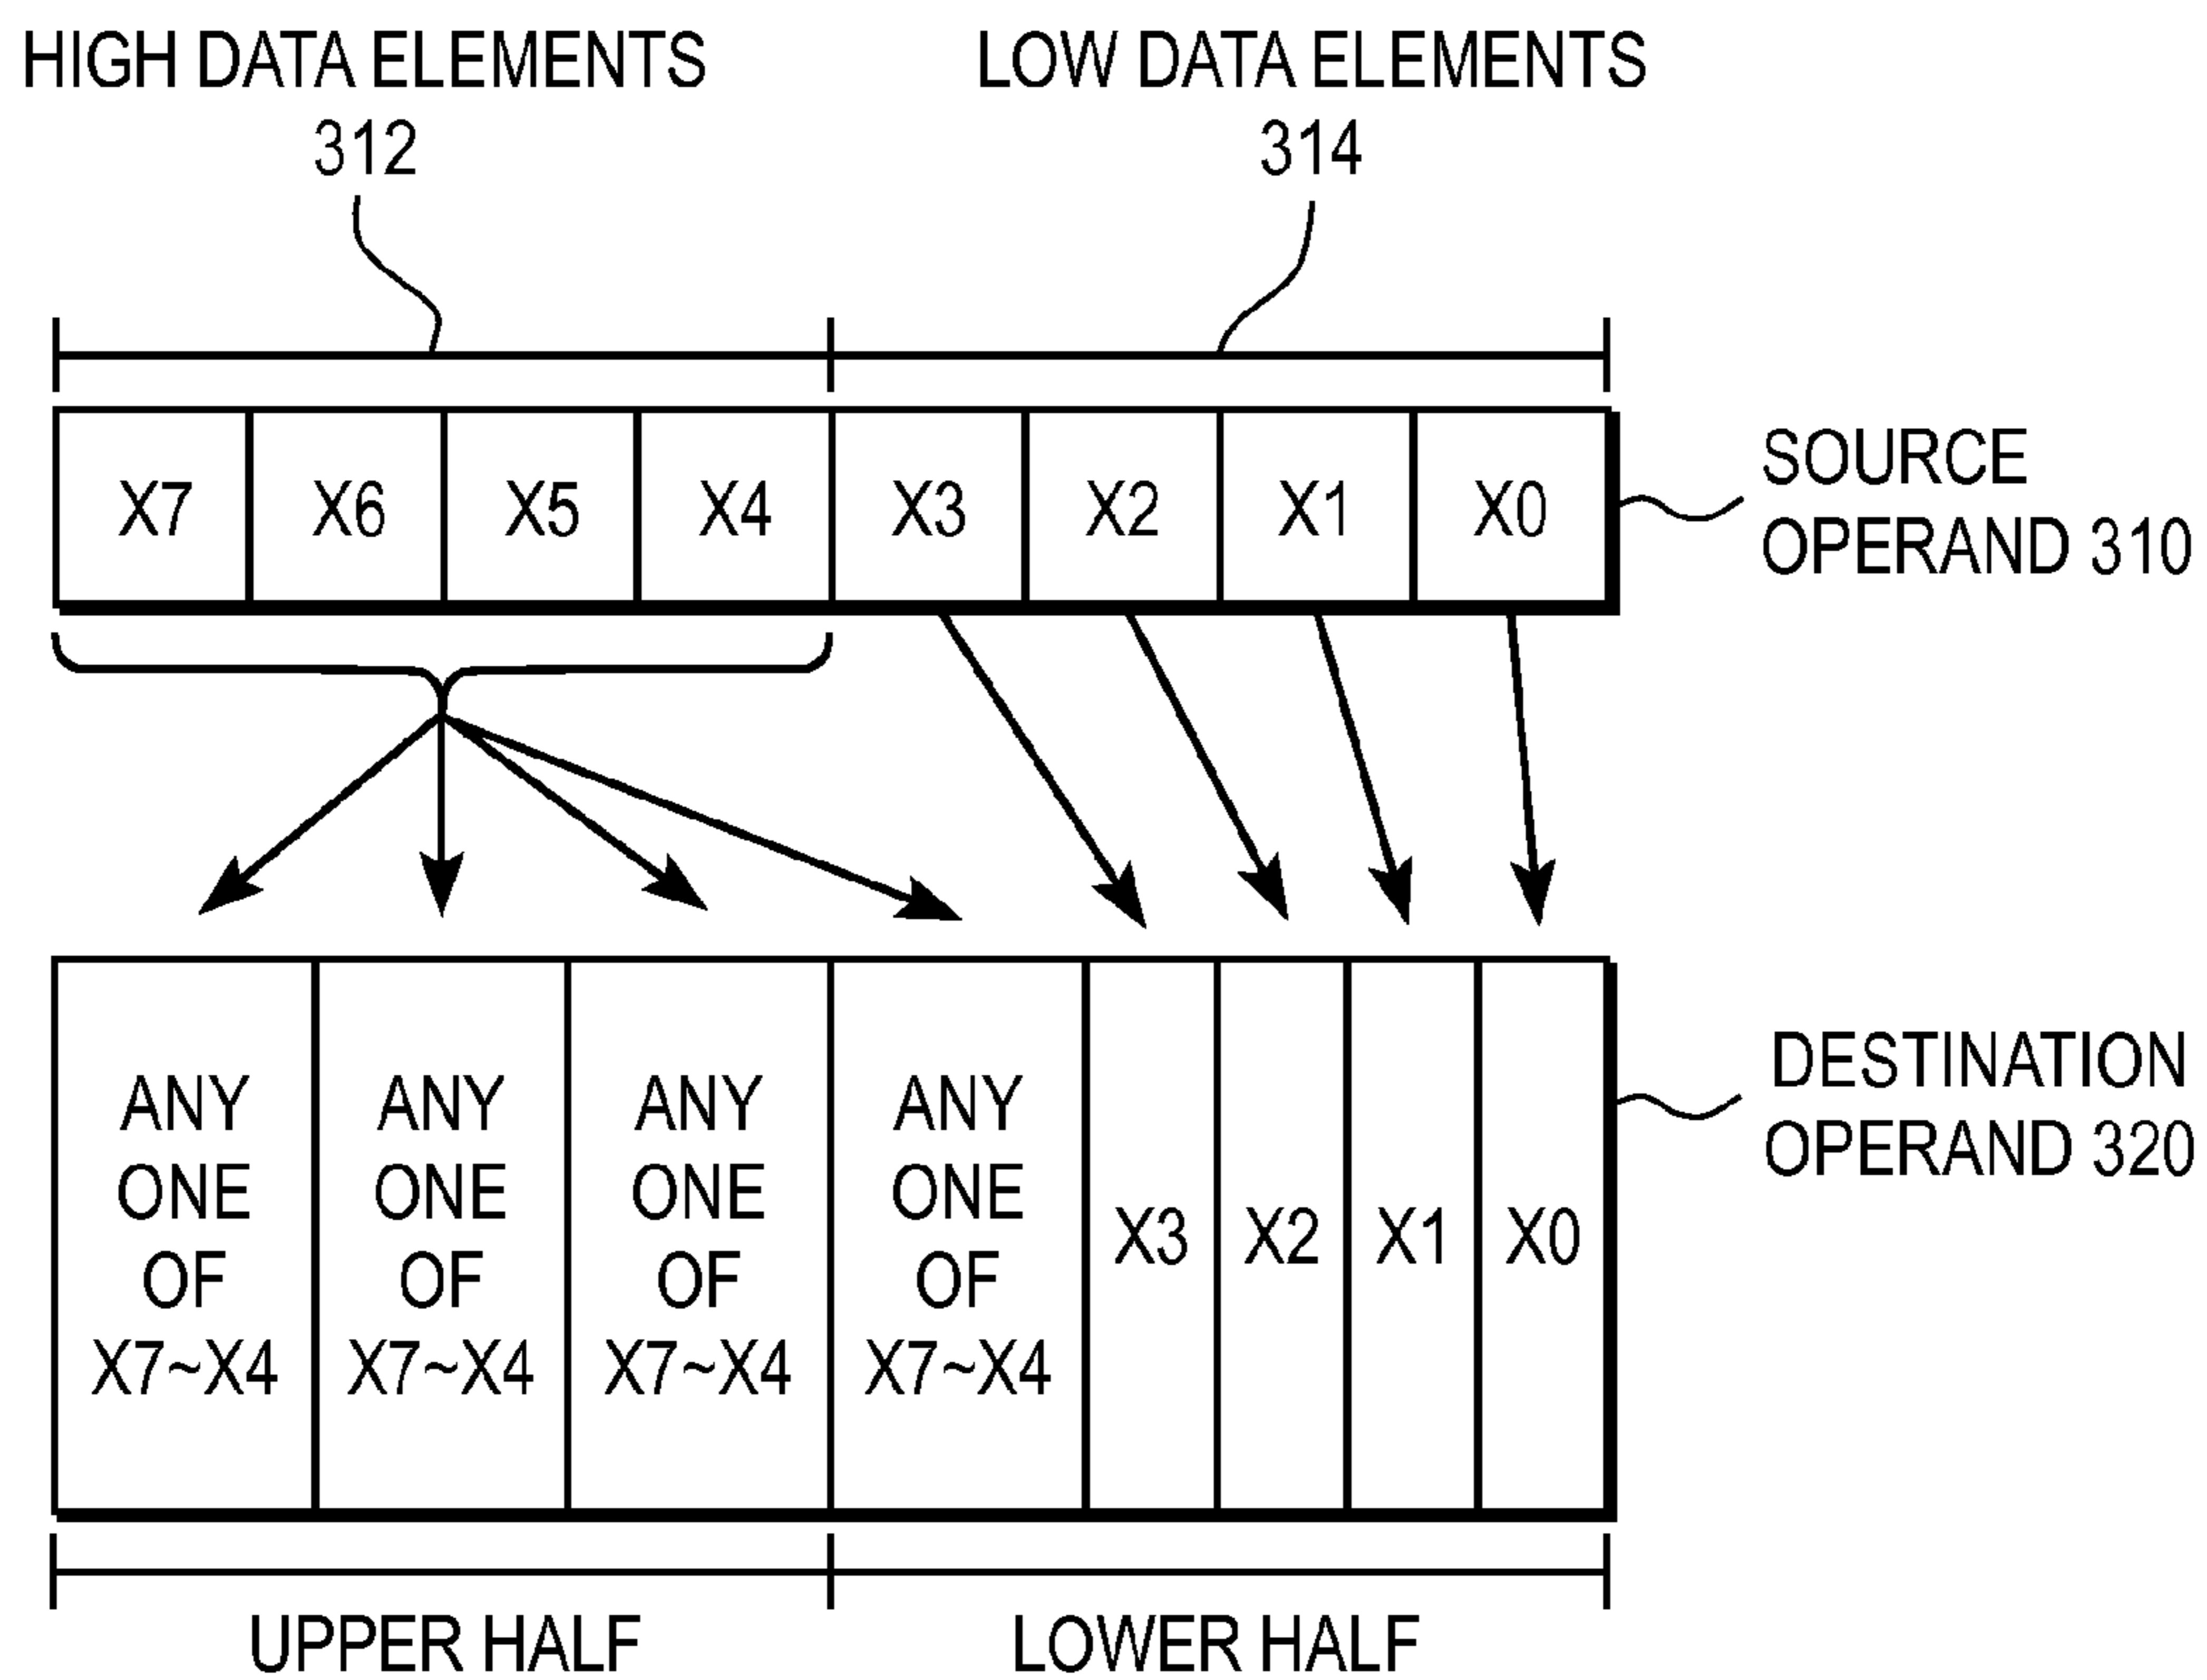 HIGH DATA ELEMENTS
312
LOW DATA ELEMENTS
314
X7 X6 X5 X4 X3 X2 X1 X0
SOURCE
OPERAND 310
ANY ANY ANY ANY
ONE ONE ONE ONE
OF OF OF OF
X7~X4 X7~X4 X7~X4 X7~X4
X3 X2 X1 X0
DESTINATION
OPERAND 320
UPPER HALF
LOWER HALF